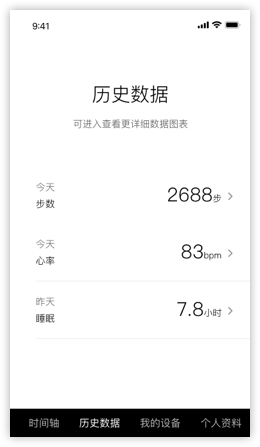 9:41
历史数据
可进入查看更详细数据图表
今天
步数
2688步
今天
心率
83bpm
昨天
睡眠
7.8小时
时间轴 历史数据 我的设备 个人资料